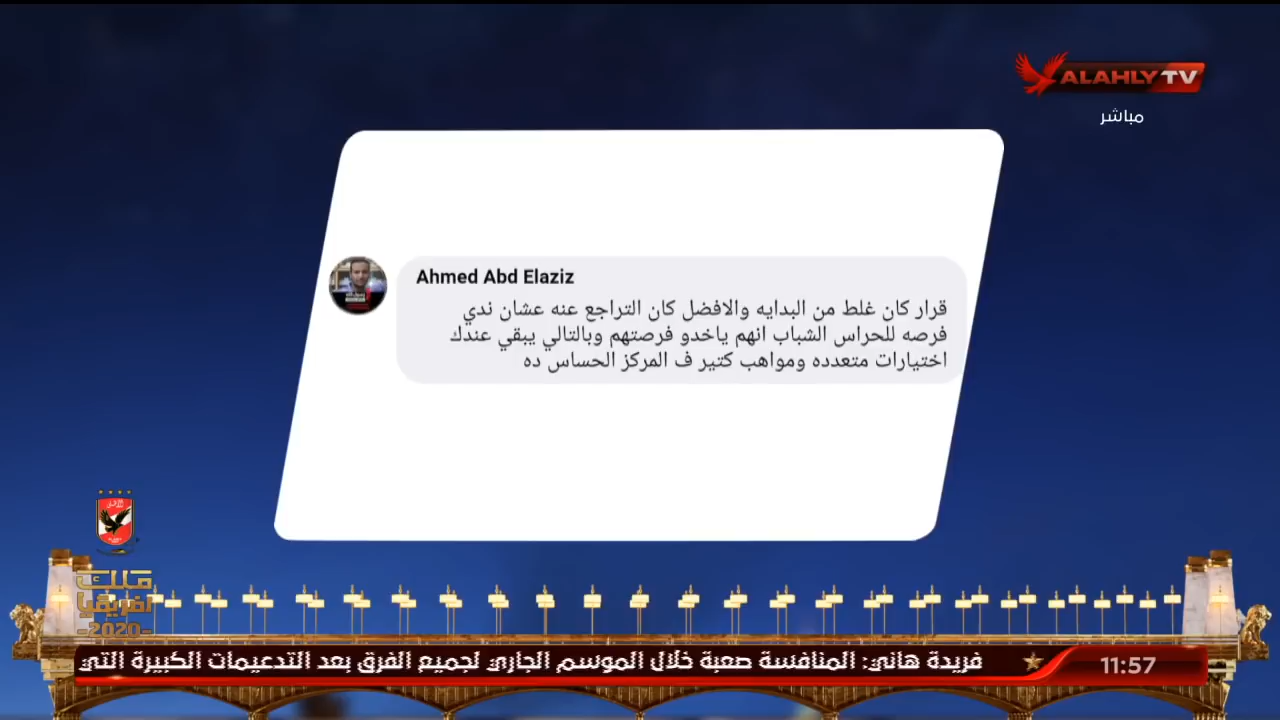 ALAHLY TV
مباشر
Ahmed Abd Elaziz
قرار كان غلط من البدايه والافضل كان التراجع عنه عشان ندي
فرصه للحراس الشباب انهم ياخدو فرصتهم وبالتالي يبقي عندك
اختيارات متعدده ومواهب كتير ف المركز الحساس ده
ملك
افريقيا
-2020-
فريدة هاني: المنافسة صعبة خلال الموسم الجاري لجميع الفرق بعد التدعيمات الكبيرة التي
11:57